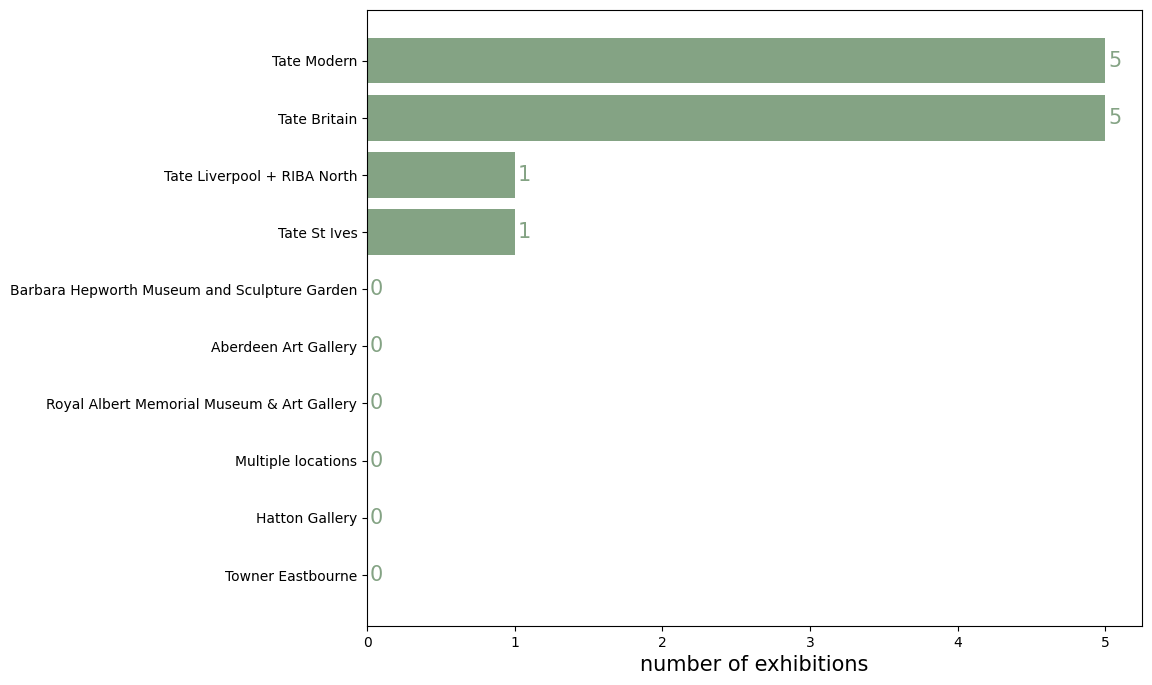 Tate Modern 5
Tate Britain 5
Tate Liverpool + RIBA North 1
Tate St Ives 1
Barbara Hepworth Museum and Sculpture Garden 0
Aberdeen Art Gallery 0
Royal Albert Memorial Museum & Art Gallery 0
Multiple locations 0
Hatton Gallery 0
Towner Eastbourne 0
0 1 2 3 4 5
number of exhibitions